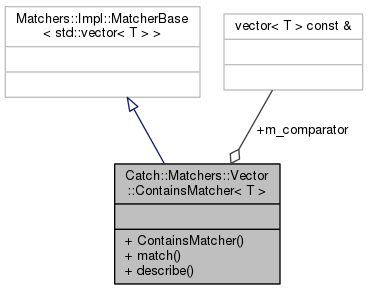 Matchers::Impl::MatcherBase
< std::vector< T > >
vector< T > const &
+m_comparator
Catch::Matchers::Vector
::ContainsMatcher< T >
+ ContainsMatcher()
+ match()
+ describe()